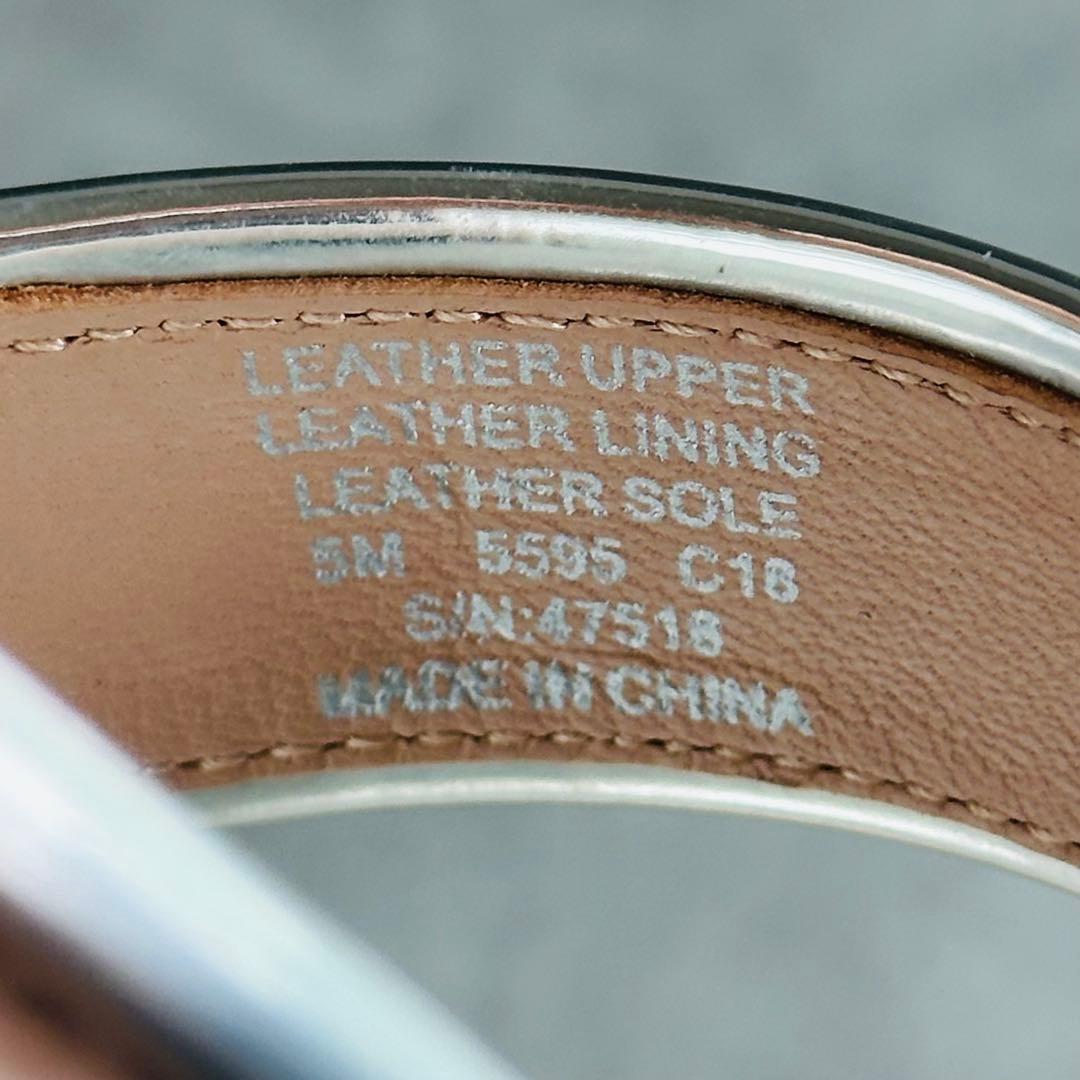 LEATHER UPPER
LEATHER LINING
LEATHER SOLE
5M 5595 C18
S/N:47518
MADE IN CHINA